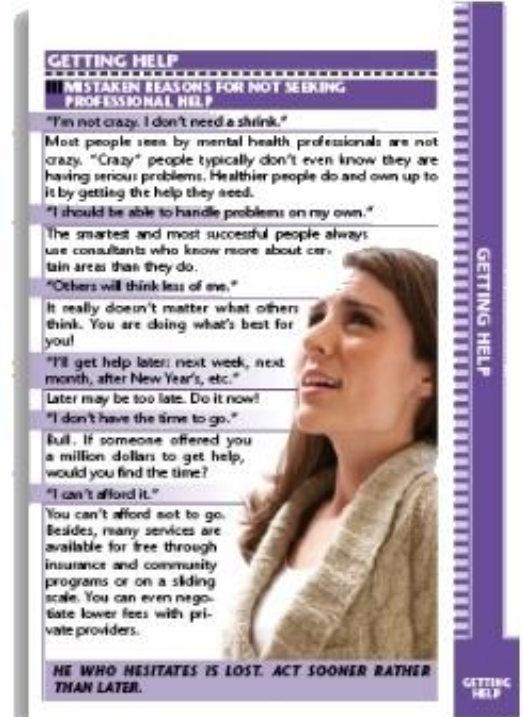 GETTING HELP
MISTAKEN REASONS FOR NOT SEEKING
PROFESSIONAL HELP
"I'm not crazy. I don't need a shrink."
Most people seen by mental health professionals are not
crazy. "Crazy" people typically don't even know they are
having serious problems. Healthier people do and own up to
it by getting the help they need.
"I should be able to handle problems on my own."
The smartest and most successful people always
use consultants who know more about cer-
tain areas than they do.
"Others will think less of me."
It really doesn't matter what others
think. You are doing what's best for
you!
"I'll get help later: next week, next
month, after New Year's, etc."
Later may be too late. Do it now!
"I don't have the time to go."
Bull. If someone offered you
a million dollars to get help,
would you find the time?
"I can't afford it."
You can't afford not to go.
Besides, many services are
available for free through
insurance and community
programs or on a sliding
scale. You can even nego-
tiate lower fees with pri-
vate providers.
HE WHO HESITATES IS LOST. ACT SOONER RATHER
THAN LATER.
GETTING HELP
GETTING
HELP